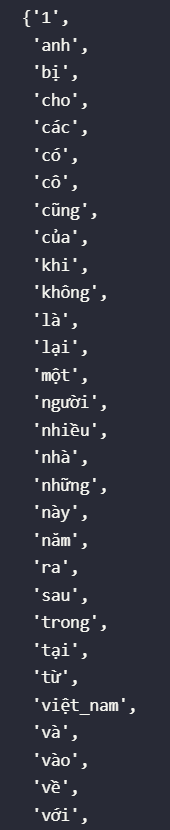 {'1',
'anh',
'bị',
'cho',
'các',
'có',
'cô',
'cũng',
'của',
'khi',
'không',
'là',
'lại',
'một',
'người',
'nhiều',
'nhà',
'những',
'này',
'năm',
'ra',
'sau',
'trong',
'tại',
'từ',
'việt_nam',
'và',
'vào',
'về',
'với',